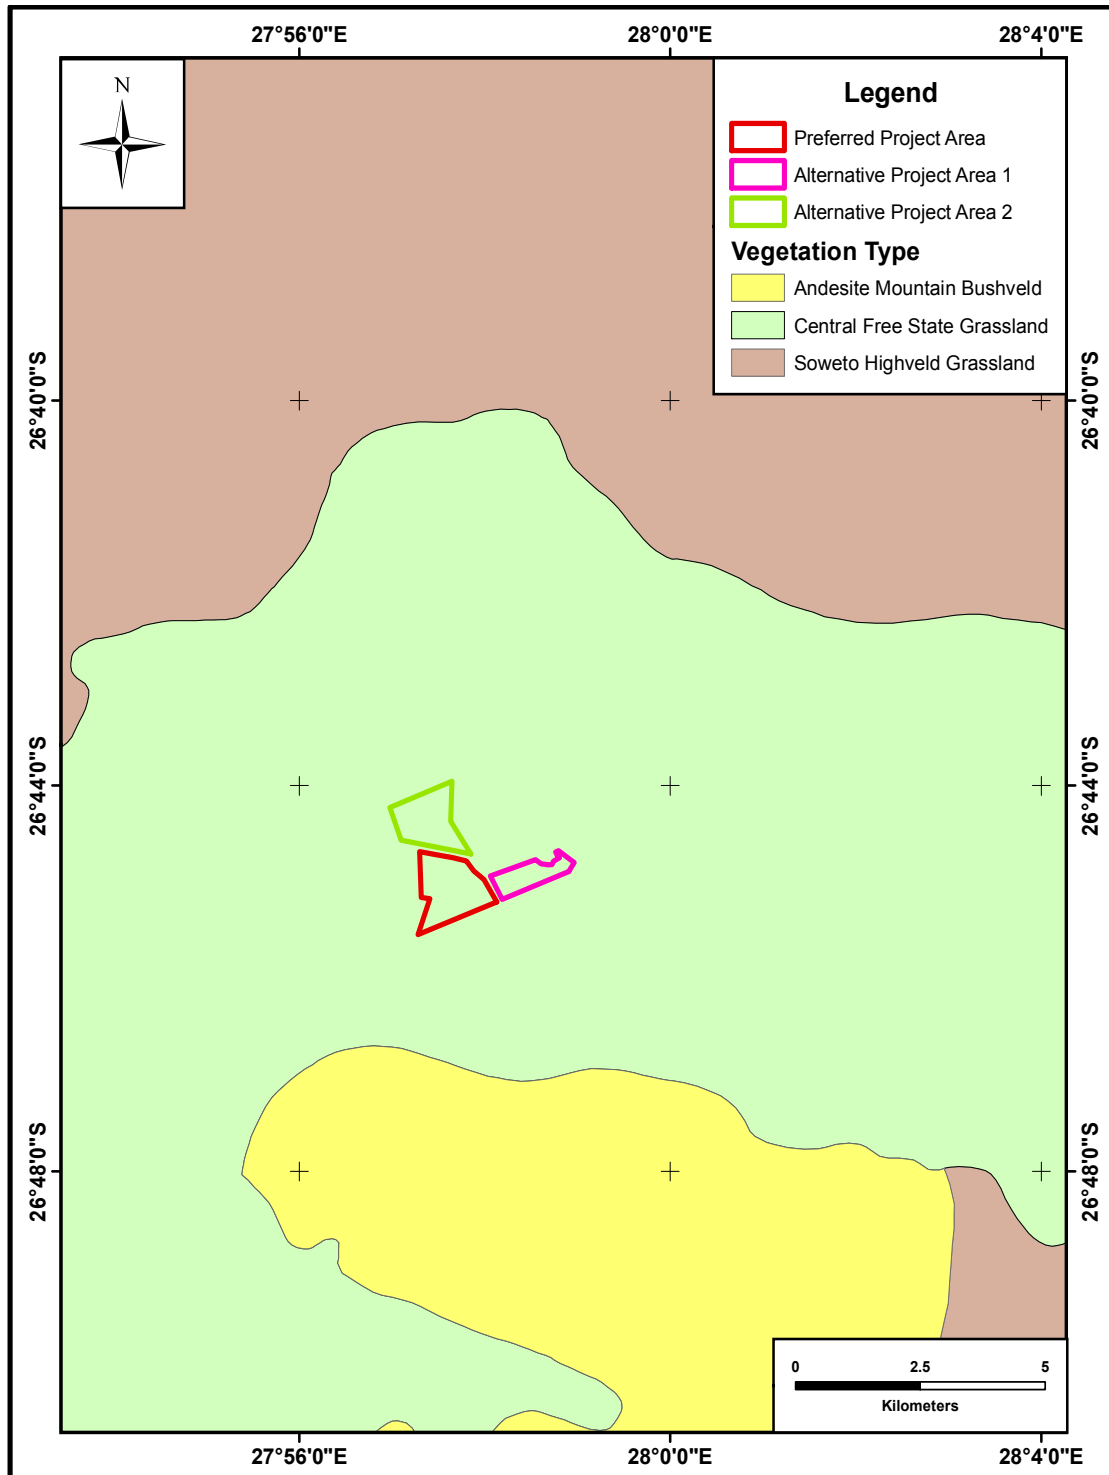 27°56'0"E 28°0'0"E 28°4'0"E
N
Legend
Preferred Project Area
Alternative Project Area 1
Alternative Project Area 2
Vegetation Type
Andesite Mountain Bushveld
Central Free State Grassland
Soweto Highveld Grassland
26°40'0"S 26°40'0"S
26°44'0"S 26°44'0"S
26°48'0"S 26°48'0"S
0 2.5 5
Kilometers
27°56'0"E 28°0'0"E 28°4'0"E